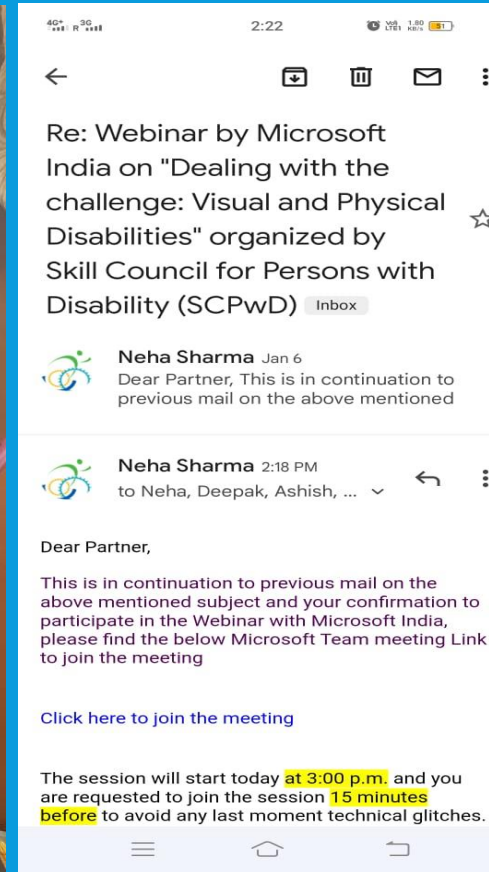 4G+ R 3G 2:22 Vo) LTE1 1.80 KB/s 51
Re: Webinar by Microsoft
India on "Dealing with the
challenge: Visual and Physical
Disabilities" organized by
Skill Council for Persons with
Disability (SCPwD) Inbox
Neha Sharma Jan 6
Dear Partner, This is in continuation to
previous mail on the above mentioned
Neha Sharma 2:18 PM
to Neha, Deepak, Ashish, ...
Dear Partner,
This is in continuation to previous mail on the
above mentioned subject and your confirmation to
participate in the Webinar with Microsoft India,
please find the below Microsoft Team meeting Link
to join the meeting
Click here to join the meeting
The session will start today at 3:00 p.m. and you
are requested to join the session 15 minutes
before to avoid any last moment technical glitches.